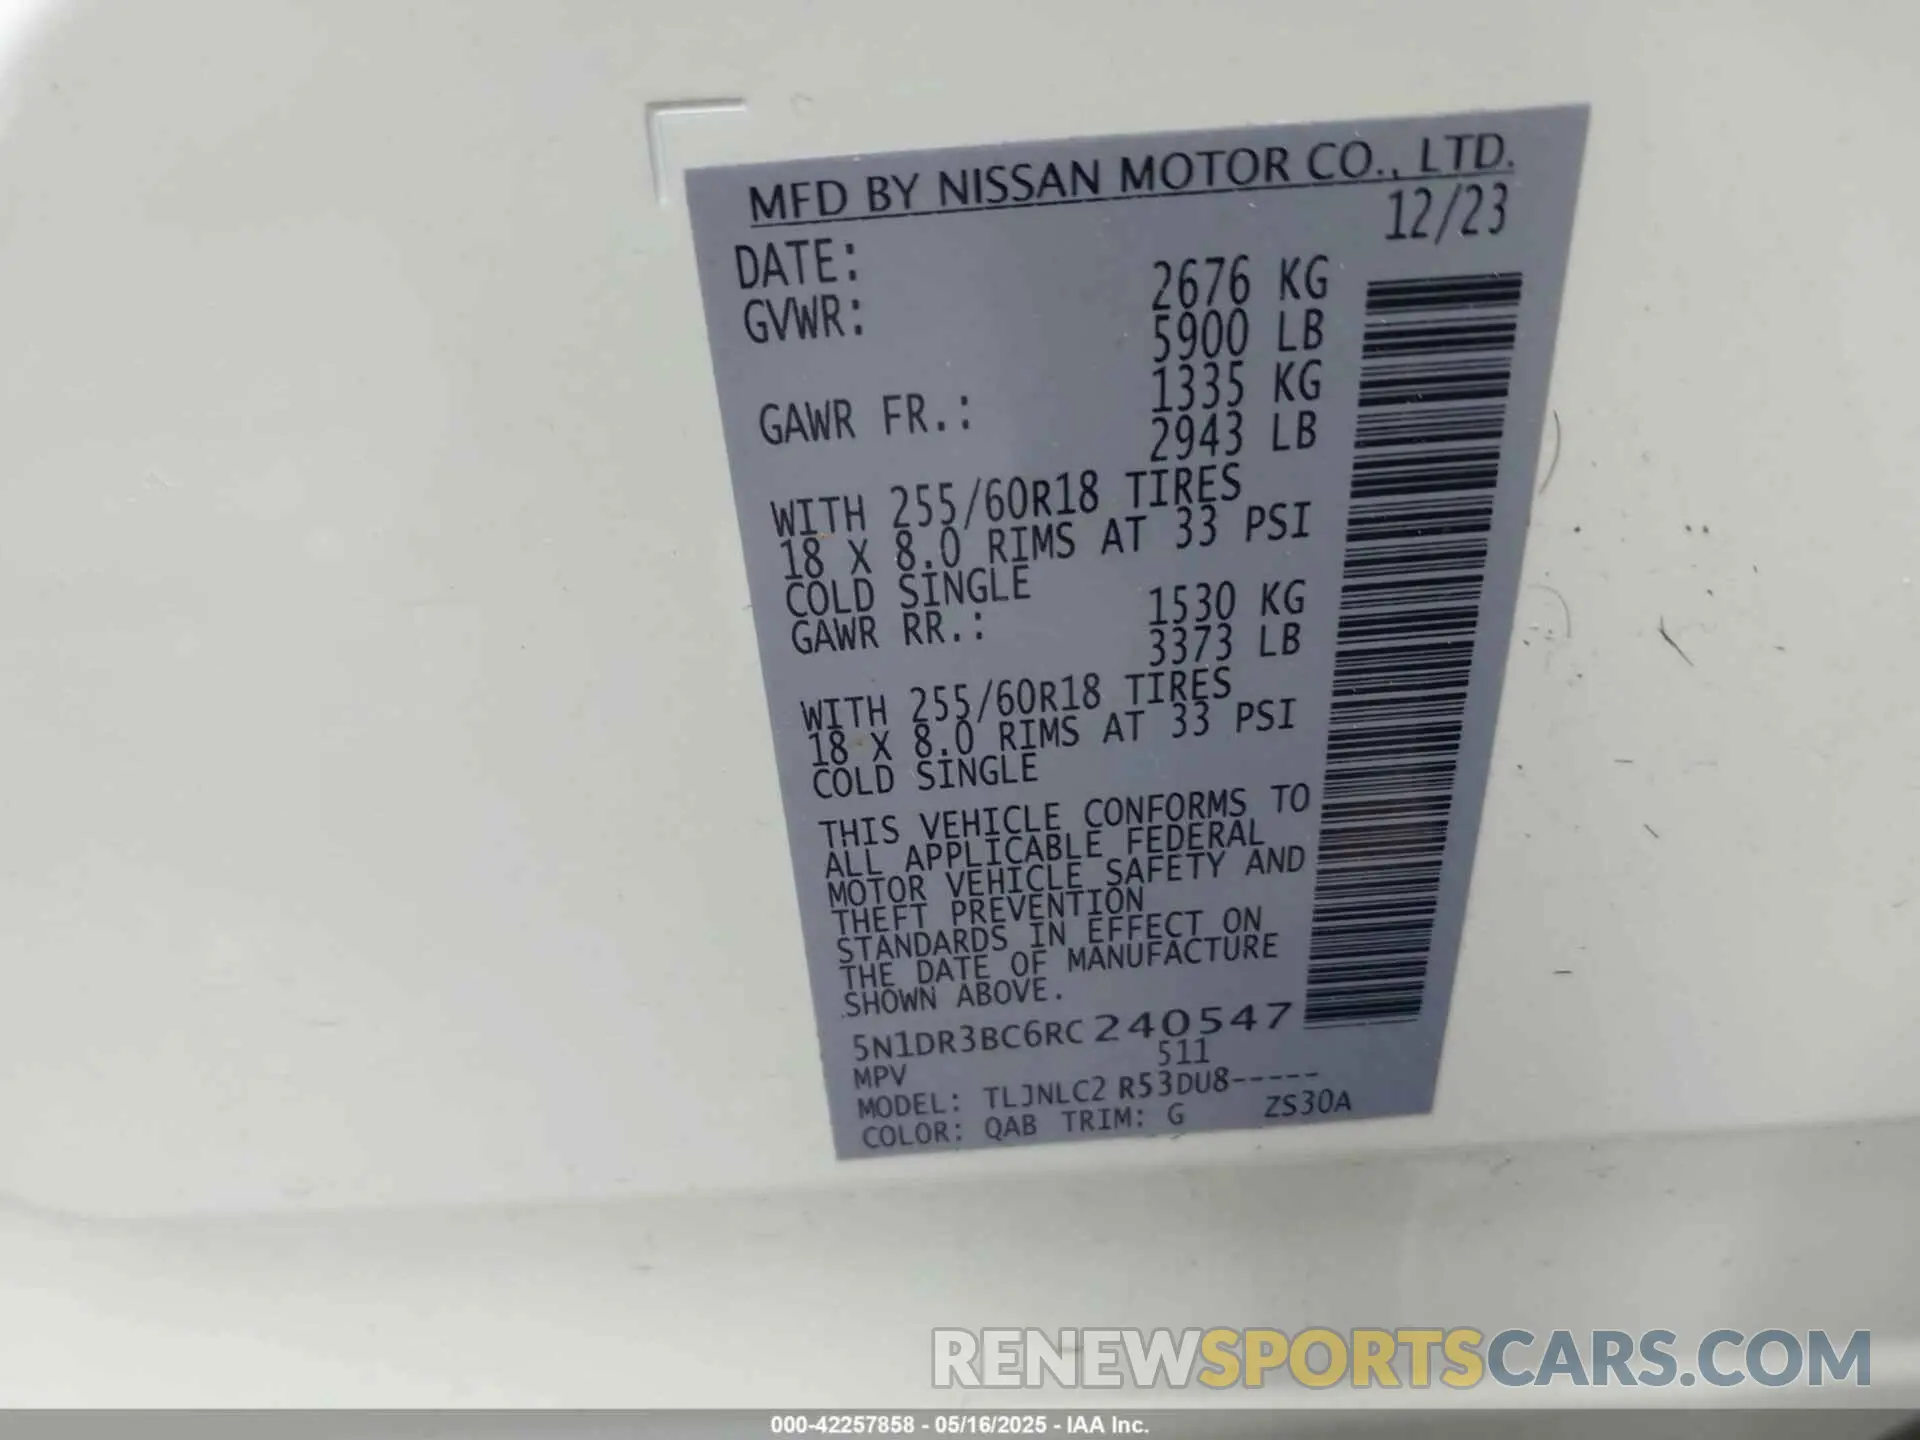 MFD BY NISSAN MOTOR CO., LTD.
DATE: 12/23
GVWR: 2676 KG
5900 LB
GAWR FR.: 1335 KG
2943 LB
WITH 255/60R18 TIRES
18 X 8.0 RIMS AT 33 PSI
COLD SINGLE
GAWR RR.: 1530 KG
3373 LB
WITH 255/60R18 TIRES
18 X 8.0 RIMS AT 33 PSI
COLD SINGLE
THIS VEHICLE CONFORMS TO
ALL APPLICABLE FEDERAL
MOTOR VEHICLE SAFETY AND
THEFT PREVENTION
STANDARDS IN EFFECT ON
THE DATE OF MANUFACTURE
SHOWN ABOVE.
5N1DR3BC6RC240547
MPV 511
MODEL: TLJNLC2 R53DU8-----
COLOR: QAB TRIM: G ZS30A
RENEWSPORTSCARS.COM
000-42257858 - 05/16/2025 - IAA Inc.